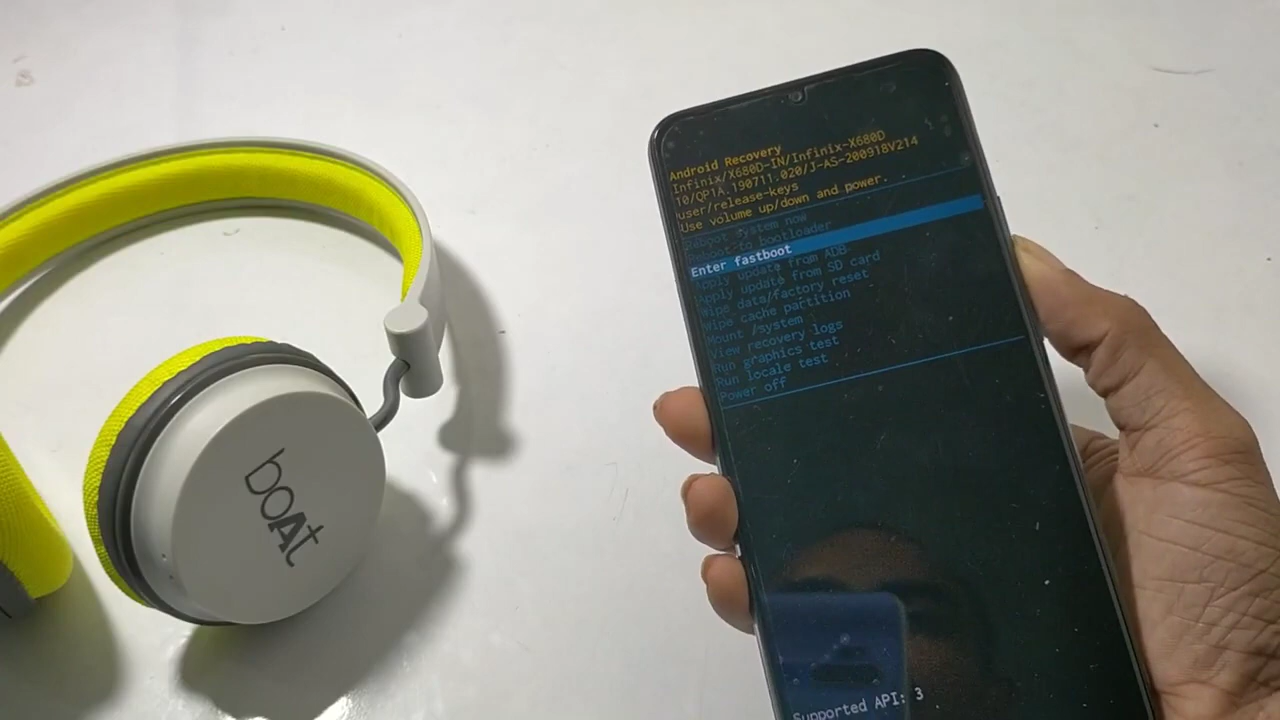 boAt
Android Recovery
Infinix/X680D-IN/Infinix-X680D
10/QP1A.190711.020/J-AS-200918V214
user/release-keys
Use volume up/down and power.
Reboot system now
Reboot to bootloader
Enter fastboot
Apply update from ADB
Apply update from SD card
Wipe data/factory reset
Wipe cache partition
Mount /system
View recovery logs
Run graphics test
Run locale test
Power off
Supported API: 3